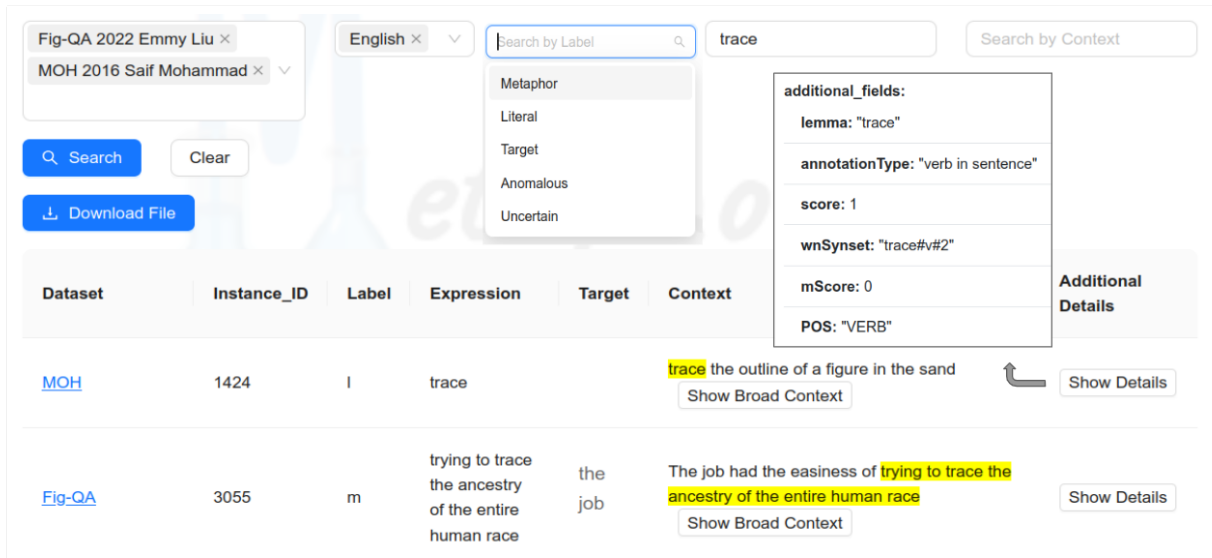 Fig-QA 2022 Emmy Liu ×
MOH 2016 Saif Mohammad ×
English ×
Search by Label
trace
Search by Context
Metaphor
Literal
Target
Anomalous
Uncertain
Search
Clear
Download File
additional_fields:
lemma: "trace"
annotationType: "verb in sentence"
score: 1
wnSynset: "trace#v#2"
mScore: 0
POS: "VERB"
Dataset
Instance_ID
Label
Expression
Target
Context
Additional
Details
MOH
1424
l
trace
trace the outline of a figure in the sand
Show Broad Context
Show Details
Fig-QA
3055
m
trying to trace
the ancestry
of the entire
human race
the
job
The job had the easiness of trying to trace the
ancestry of the entire human race
Show Broad Context
Show Details